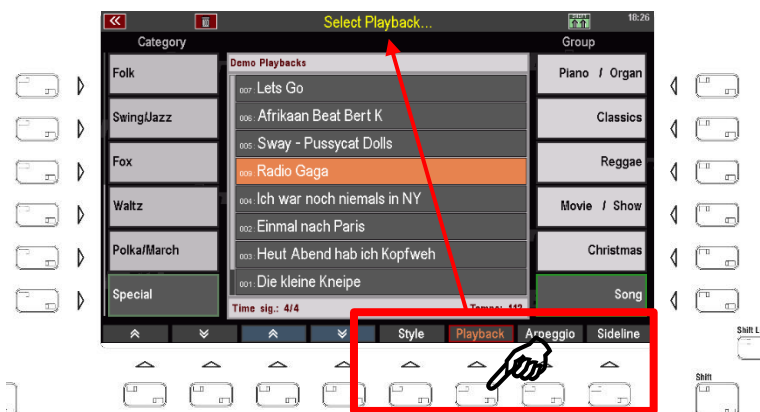 Select Playback...
18:26
Category
Group
Folk
Swing/Jazz
Fox
Waltz
Polka/March
Special
Demo Playbacks
007: Lets Go
006: Afrikaan Beat Bert K
005: Sway - Pussycat Dolls
009: Radio Gaga
004: Ich war noch niemals in NY
002: Einmal nach Paris
003: Heut Abend hab ich Kopfweh
001: Die kleine Kneipe
Time sig.: 4/4
Piano / Organ
Classics
Reggae
Movie / Show
Christmas
Song
Style
Playback
Arpeggio
Sideline
Shift L
Shift